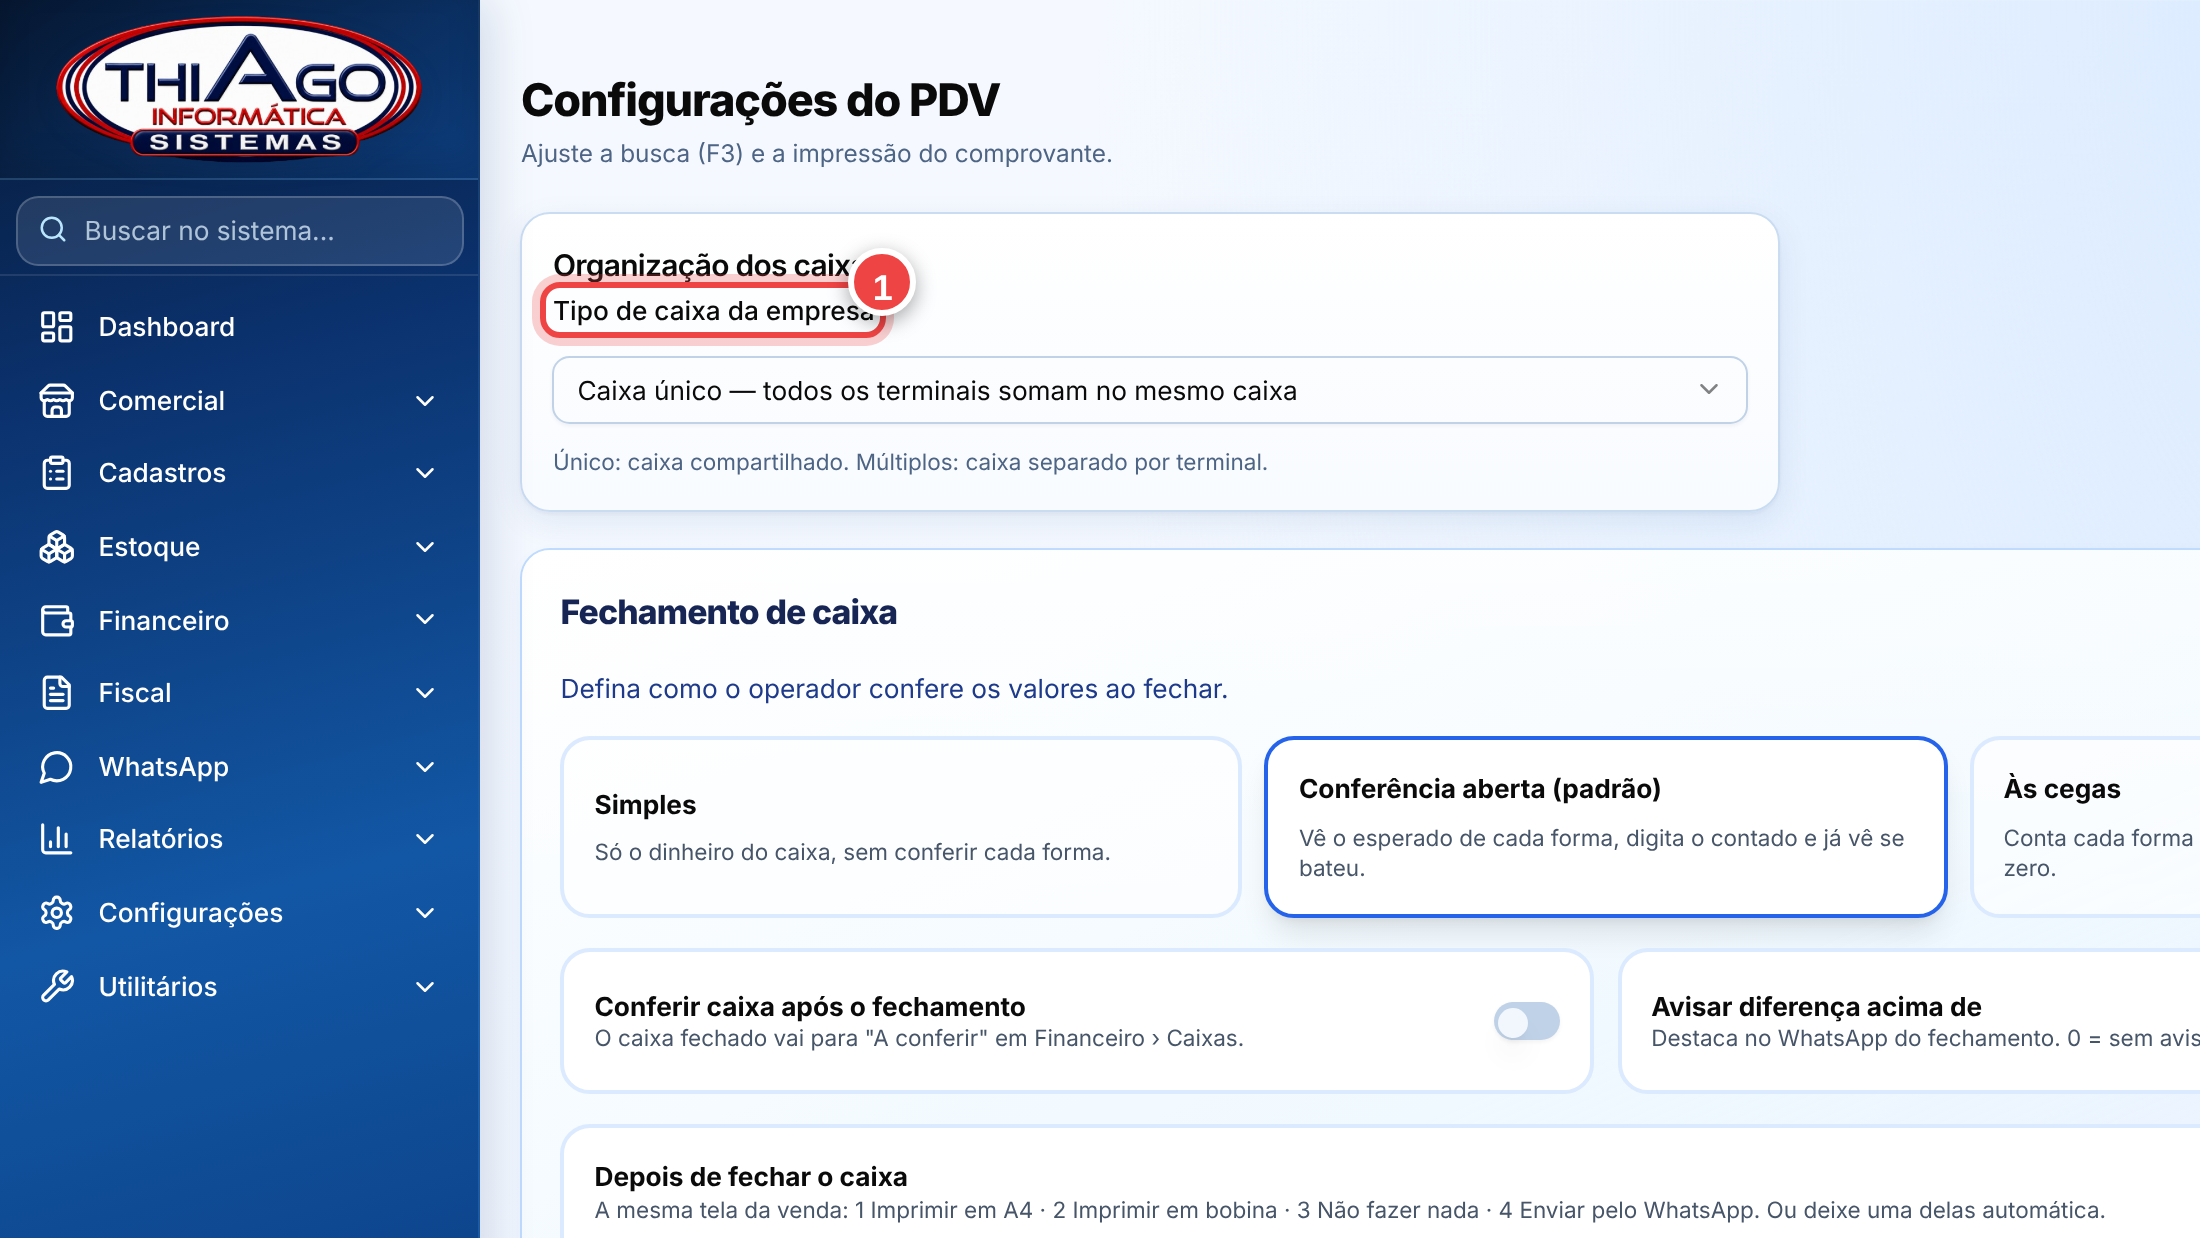 THIAGO
INFORMÁTICA
SISTEMAS
Buscar no sistema...
Dashboard
Comercial
Cadastros
Estoque
Financeiro
Fiscal
WhatsApp
Relatórios
Configurações
Utilitários
Configurações do PDV
Ajuste a busca (F3) e a impressão do comprovante.
Organização dos
1
Tipo de caixa da empresa
Caixa único — todos os terminais somam no mesmo caixa
Único: caixa compartilhado. Múltiplos: caixa separado por terminal.
Fechamento de caixa
Defina como o operador confere os valores ao fechar.
Simples
Só o dinheiro do caixa, sem conferir cada forma.
Conferência aberta (padrão)
Vê o esperado de cada forma, digita o contado e já vê se
bateu.
Às cegas
Conta cada forma
zero.
Conferir caixa após o fechamento
O caixa fechado vai para "A conferir" em Financeiro › Caixas.
Avisar diferença acima de
Destaca no WhatsApp do fechamento. 0 = sem
Depois de fechar o caixa
A mesma tela da venda: 1 Imprimir em A4 · 2 Imprimir em bobina · 3 Não fazer nada · 4 Enviar pelo WhatsApp. Ou deixe uma delas automática.